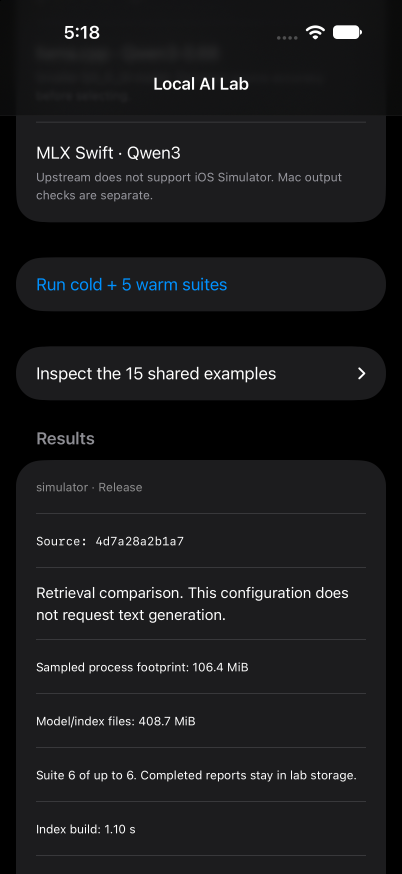 5:18
Local AI Lab
MLX Swift · Qwen3
Upstream does not support iOS Simulator. Mac output
checks are separate.
Run cold + 5 warm suites
Inspect the 15 shared examples
Results
simulator · Release
Source: 4d7a28a2b1a7
Retrieval comparison. This configuration does
not request text generation.
Sampled process footprint: 106.4 MiB
Model/index files: 408.7 MiB
Suite 6 of up to 6. Completed reports stay in lab storage.
Index build: 1.10 s